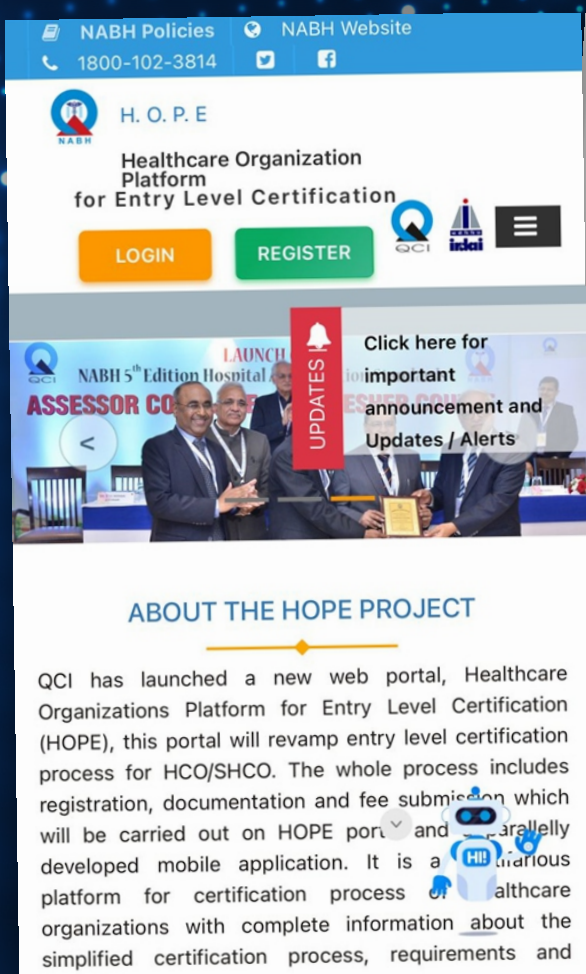 NABH Policies
NABH Website
1800-102-3814
NABH
H. O. P. E
Healthcare Organization
Platform
for Entry Level Certification
QCI
irdai
LOGIN
REGISTER
UPDATES
Click here for
important
announcement and
Updates / Alerts
QCI
LAUNCH
NABH 5th Edition Hospital
ASSESSOR
<
ABOUT THE HOPE PROJECT
QCI has launched a new web portal, Healthcare
Organizations Platform for Entry Level Certification
(HOPE), this portal will revamp entry level certification
process for HCO/SHCO. The whole process includes
registration, documentation and fee submission which
will be carried out on HOPE and
developed mobile application. It is a
HI!
platform for certification process
organizations with complete information about the
simplified certification process, requirements and